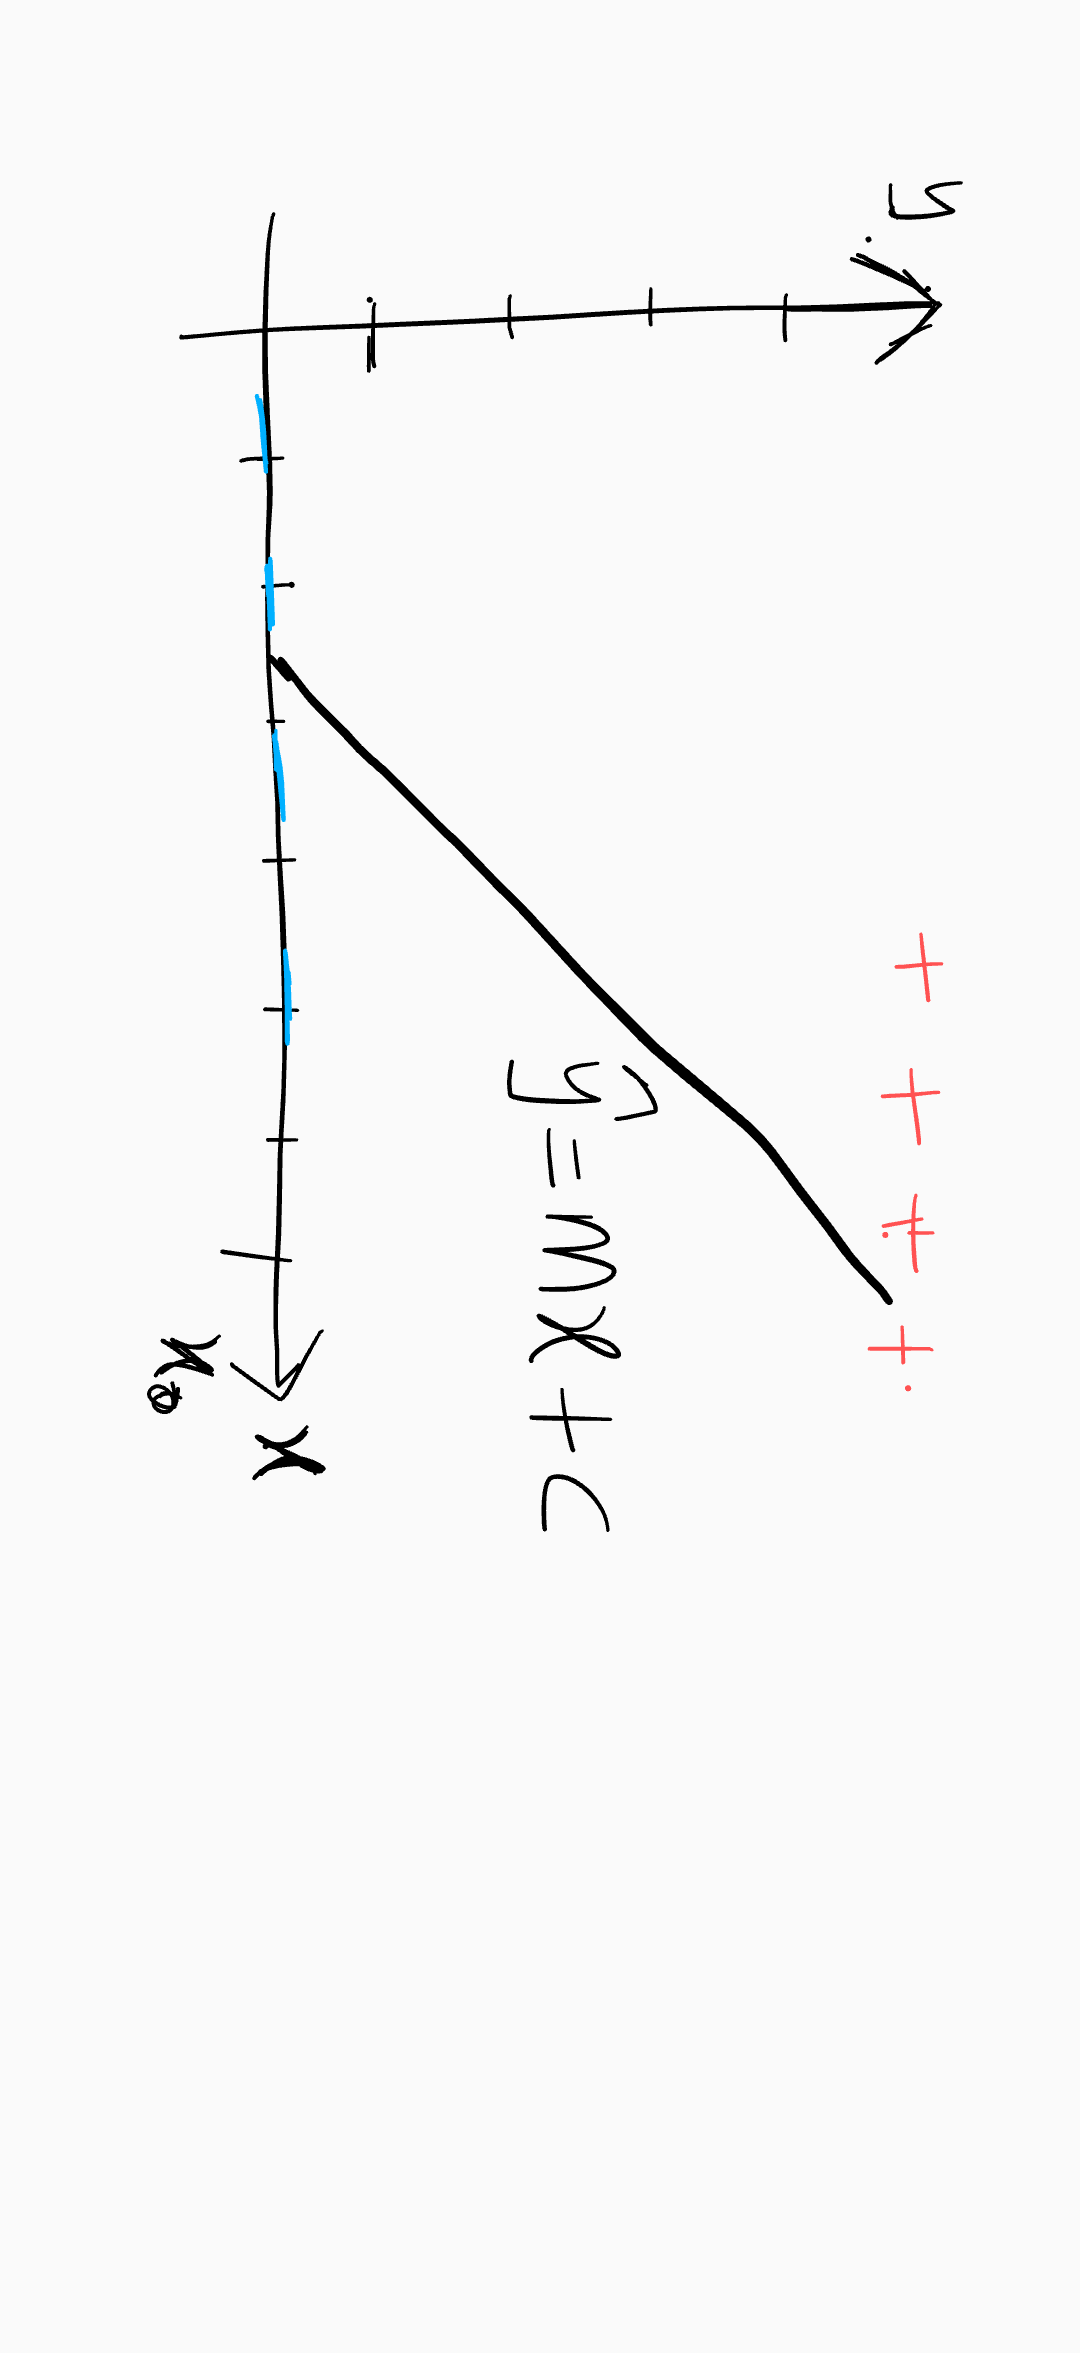 y
ŷ = mx + c
x
x